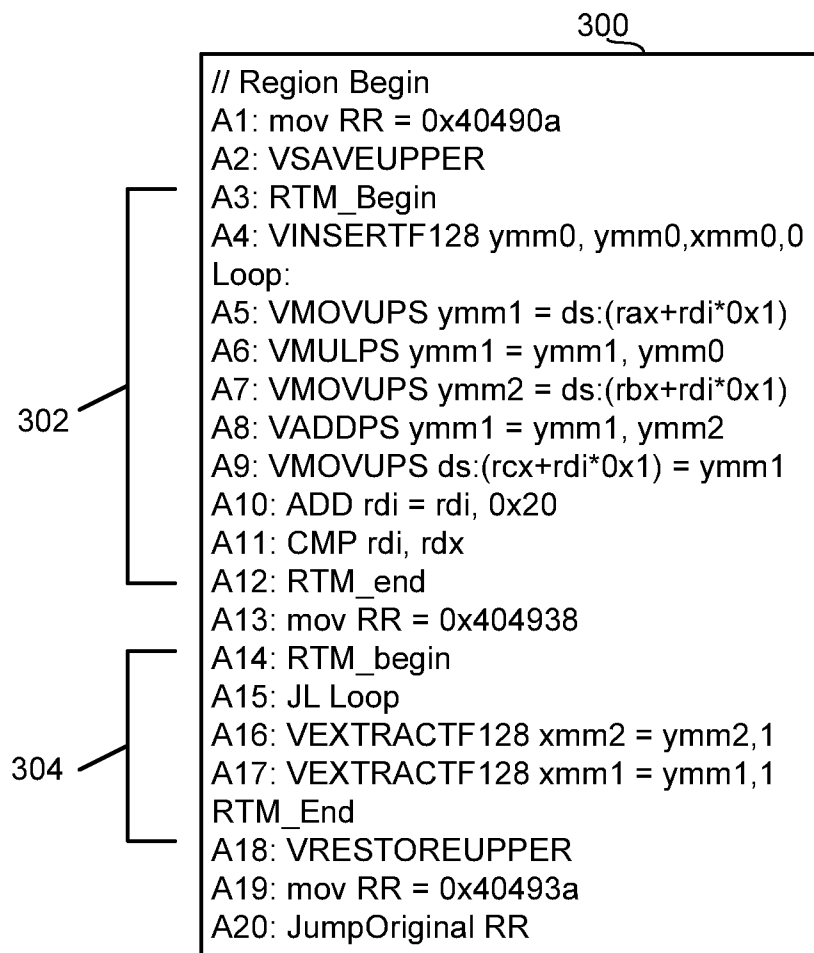 300
// Region Begin
A1: mov RR = 0x40490a
A2: VSAVEUPPER
A3: RTM_Begin
A4: VINSERTF128 ymm0, ymm0,xmm0,0
Loop:
A5: VMOVUPS ymm1 = ds:(rax+rdi*0x1)
A6: VMULPS ymm1 = ymm1, ymm0
A7: VMOVUPS ymm2 = ds:(rbx+rdi*0x1)
302
A8: VADDPS ymm1 = ymm1, ymm2
A9: VMOVUPS ds:(rcx+rdi*0x1) = ymm1
A10: ADD rdi = rdi, 0x20
A11: CMP rdi, rdx
A12: RTM_end
A13: mov RR = 0x404938
A14: RTM_begin
A15: JL Loop
A16: VEXTRACTF128 xmm2 = ymm2,1
304
A17: VEXTRACTF128 xmm1 = ymm1,1
RTM_End
A18: VRESTOREUPPER
A19: mov RR = 0x40493a
A20: JumpOriginal RR